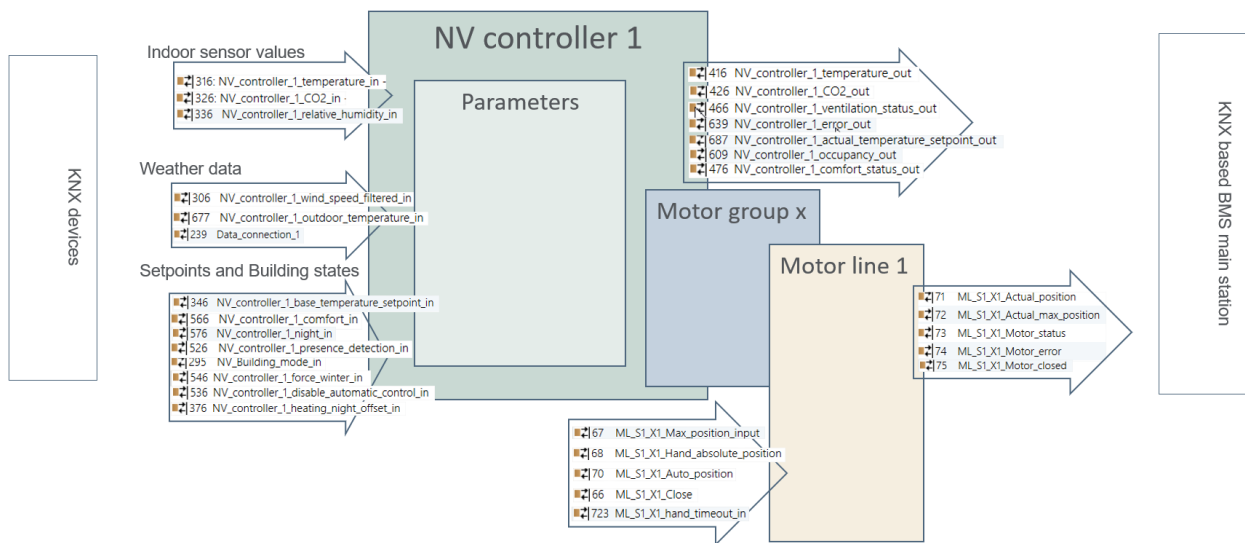 KNX devices
Indoor sensor values
316: NV_controller_1_temperature_in -
326: NV_controller_1_CO2_in -
336 NV_controller_1_relative_humidity_in
Weather data
306 NV_controller_1_wind_speed_filtered_in
677 NV_controller_1_outdoor_temperature_in
239 Data_connection_1
Setpoints and Building states
346 NV_controller_1_base_temperature_setpoint_in
566 NV_controller_1_comfort_in
576 NV_controller_1_night_in
526 NV_controller_1_presence_detection_in
295 NV_Building_mode_in
546 NV_controller_1_force_winter_in
536 NV_controller_1_disable_automatic_control_in
376 NV_controller_1_heating_night_offset_in
NV controller 1
Parameters
416 NV_controller_1_temperature_out
426 NV_controller_1_CO2_out
466 NV_controller_1_ventilation_status_out
639 NV_controller_1_error_out
687 NV_controller_1_actual_temperature_setpoint_out
609 NV_controller_1_occupancy_out
476 NV_controller_1_comfort_status_out
Motor group x
Motor line 1
71 ML_S1_X1_Actual_position
72 ML_S1_X1_Actual_max_position
73 ML_S1_X1_Motor_status
74 ML_S1_X1_Motor_error
75 ML_S1_X1_Motor_closed
67 ML_S1_X1_Max_position_input
68 ML_S1_X1_Hand_absolute_position
70 ML_S1_X1_Auto_position
66 ML_S1_X1_Close
723 ML_S1_X1_hand_timeout_in
KNX based BMS main station